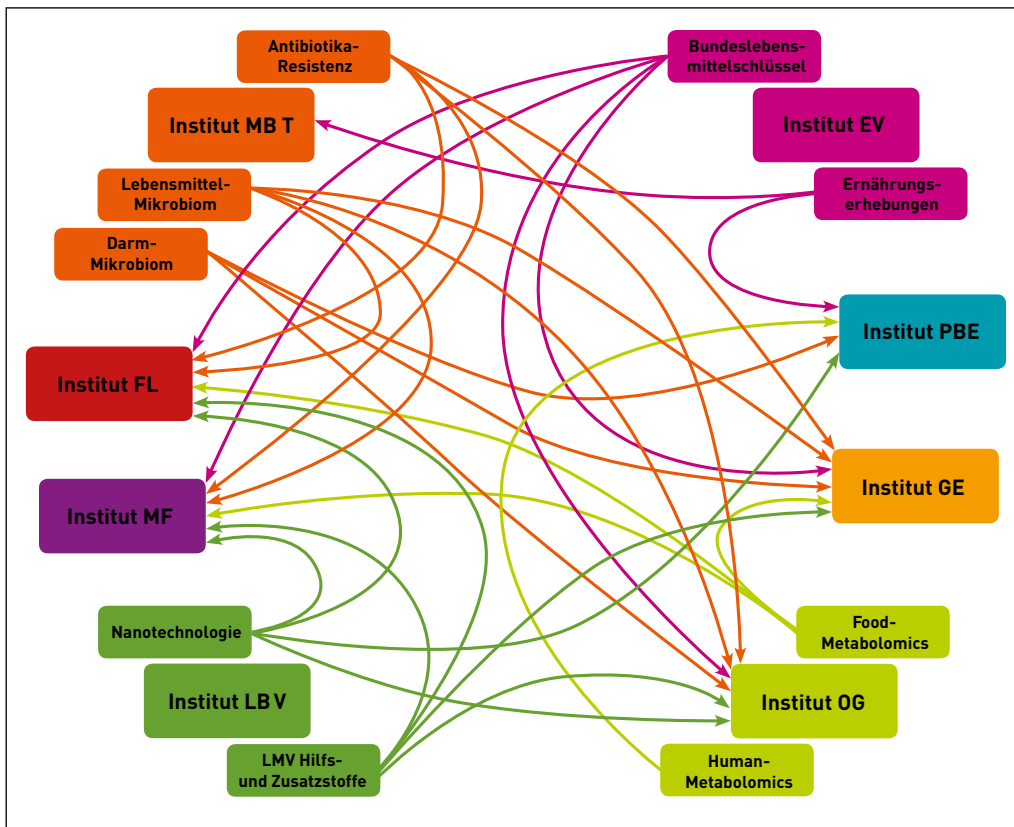 Antibiotika-
Resistenz
Bundeslebens-
mittelschlüssel
Institut MB T
Institut EV
Lebensmittel-
Mikrobiom
Ernährungs-
erhebungen
Darm-
Mikrobiom
Institut PBE
Institut FL
Institut GE
Institut MF
Nanotechnologie
Food-
Metabolomics
Institut LB V
Institut OG
LMV Hilfs-
und Zusatzstoffe
Human-
Metabolomics